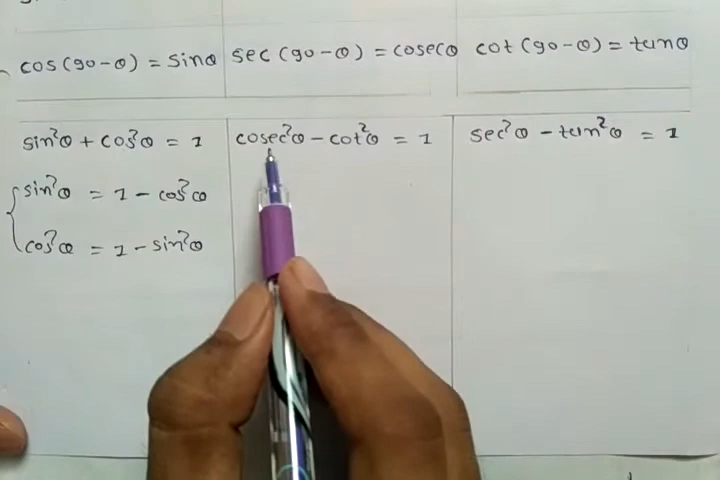 cos(90-θ) = sinθ
sec(90-θ) = cosecθ
cot(90-θ) = tanθ
sin²θ + cos²θ = 1
sin²θ = 1 - cos²θ
cos²θ = 1 - sin²θ
cosec²θ - cot²θ = 1
sec²θ - tan²θ = 1